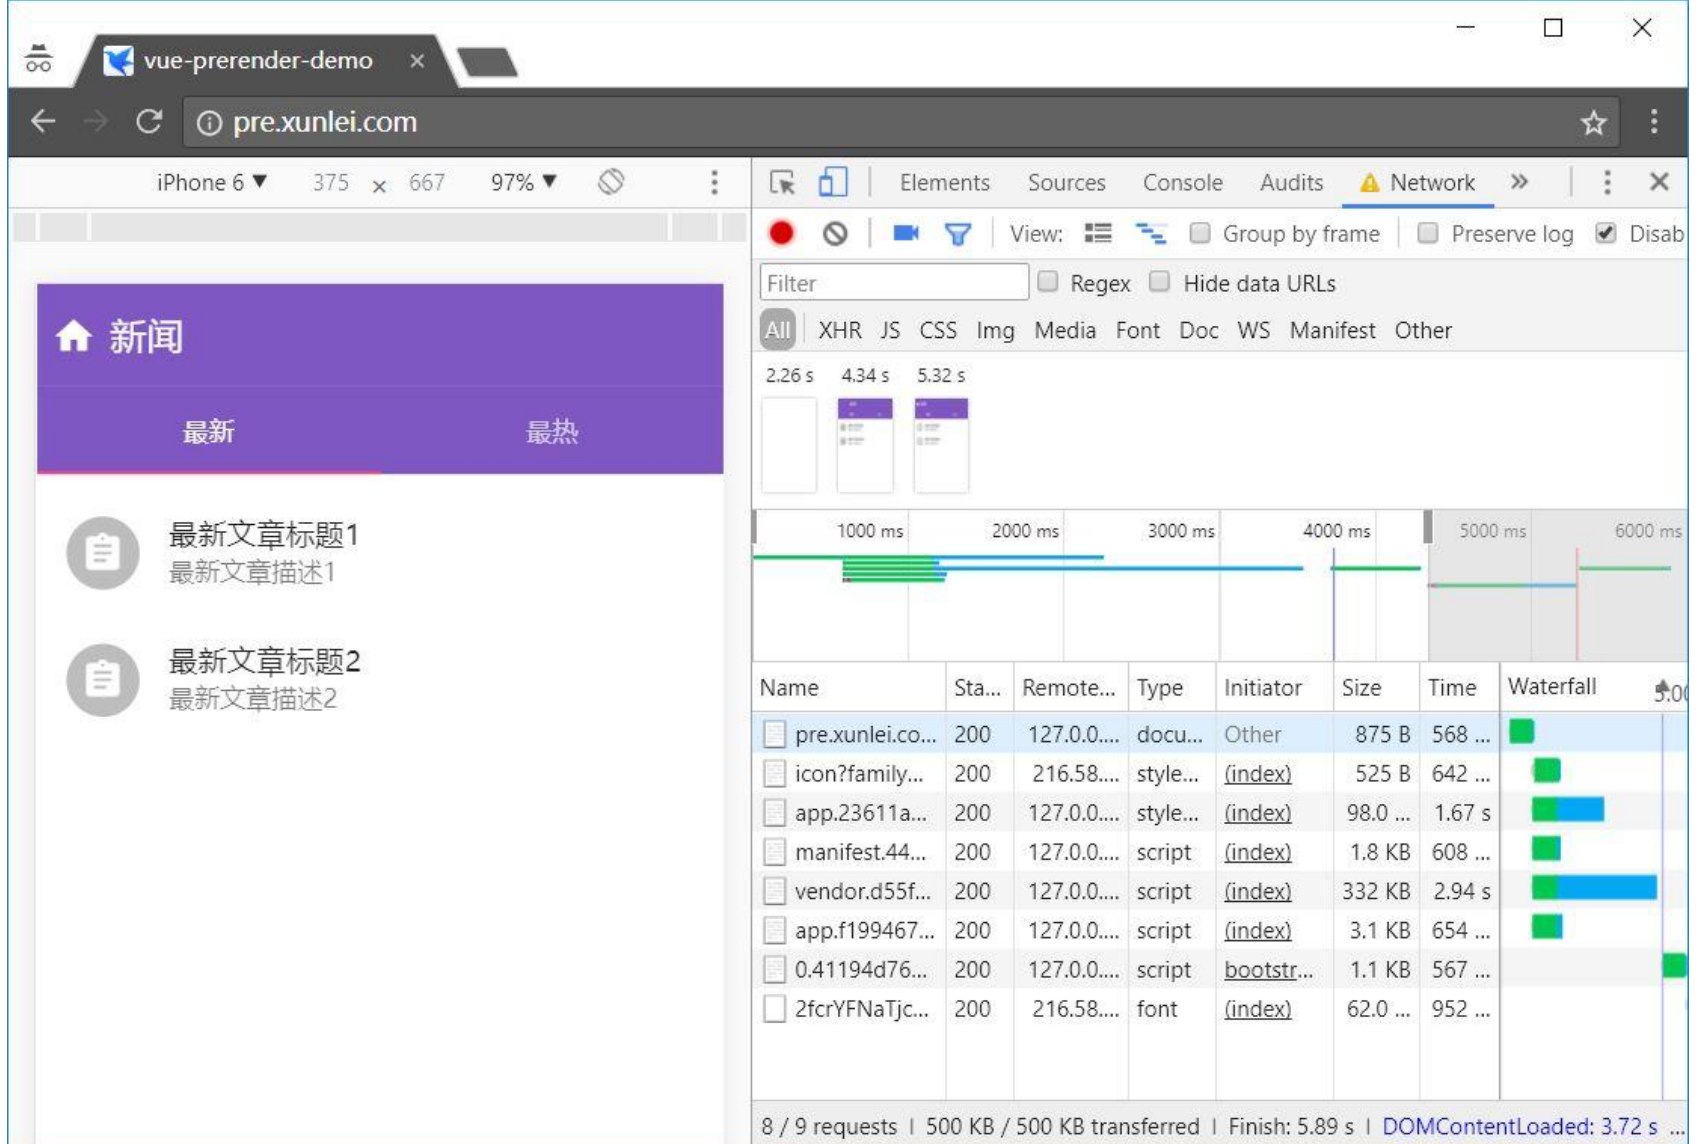 vue-prerender-demo ×
pre.xunlei.com
iPhone 6 ▼ 375 × 667 97% ▼
Elements Sources Console Audits Network »
View: Group by frame Preserve log Disab
Filter Regex Hide data URLs
All XHR JS CSS Img Media Font Doc WS Manifest Other
2.26 s 4.34 s 5.32 s
1000 ms 2000 ms 3000 ms 4000 ms 5000 ms 6000 ms
新闻
最新 最热
最新文章标题1
最新文章描述1
最新文章标题2
最新文章描述2
Name Sta... Remote... Type Initiator Size Time Waterfall
pre.xunlei.co... 200 127.0.0.... docu... Other 875 B 568 ...
icon?family... 200 216.58.... style... (index) 525 B 642 ...
app.23611a... 200 127.0.0.... style... (index) 98.0 ... 1.67 s
manifest.44... 200 127.0.0.... script (index) 1.8 KB 608 ...
vendor.d55f... 200 127.0.0.... script (index) 332 KB 2.94 s
app.f199467... 200 127.0.0.... script (index) 3.1 KB 654 ...
0.41194d76... 200 127.0.0.... script bootstr... 1.1 KB 567 ...
2fcrYFNaTjc... 200 216.58.... font (index) 62.0 ... 952 ...
8 / 9 requests | 500 KB / 500 KB transferred | Finish: 5.89 s | DOMContentLoaded: 3.72 s ...